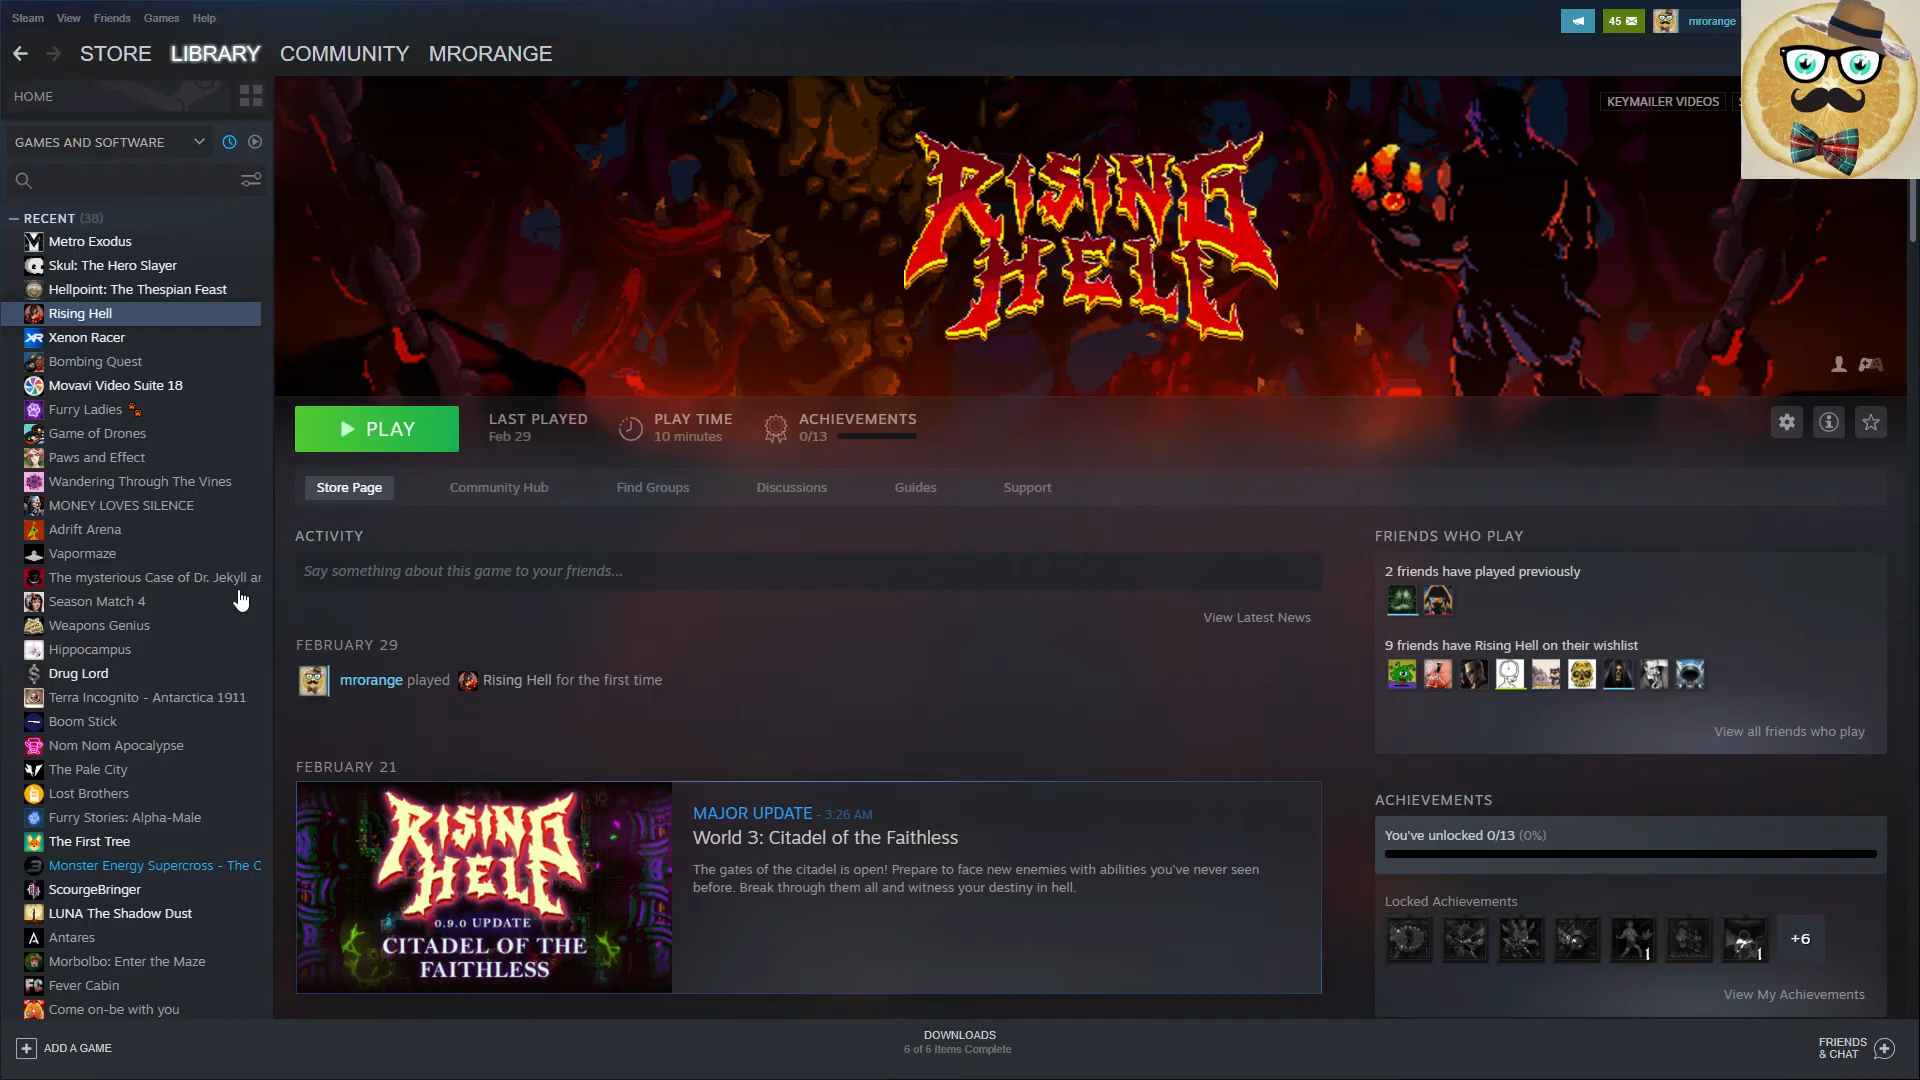 Steam View Friends Games Help
45
mrorange
STORE LIBRARY COMMUNITY MRORANGE
HOME
KEYMAILER VIDEOS
GAMES AND SOFTWARE
RECENT (38)
Metro Exodus
Skul: The Hero Slayer
Hellpoint: The Thespian Feast
Rising Hell
Xenon Racer
Bombing Quest
Movavi Video Suite 18
Furry Ladies
Game of Drones
Paws and Effect
Wandering Through The Vines
MONEY LOVES SILENCE
Adrift Arena
Vapormaze
The mysterious Case of Dr. Jekyll ar
Season Match 4
Weapons Genius
Hippocampus
Drug Lord
Terra Incognito - Antarctica 1911
Boom Stick
Nom Nom Apocalypse
The Pale City
Lost Brothers
Furry Stories: Alpha-Male
The First Tree
Monster Energy Supercross - The O
ScourgeBringer
LUNA The Shadow Dust
Antares
Morbolbo: Enter the Maze
Fever Cabin
Come on-be with you
RISING
HELL
PLAY
LAST PLAYED
Feb 29
PLAY TIME
10 minutes
ACHIEVEMENTS
0/13
Store Page Community Hub Find Groups Discussions Guides Support
ACTIVITY
Say something about this game to your friends...
View Latest News
FEBRUARY 29
mrorange played Rising Hell for the first time
FEBRUARY 21
RISING
HELL
0.9.0 UPDATE
CITADEL OF THE
FAITHLESS
MAJOR UPDATE - 3:26 AM
World 3: Citadel of the Faithless
The gates of the citadel is open! Prepare to face new enemies with abilities you've never seen
before. Break through them all and witness your destiny in hell.
FRIENDS WHO PLAY
2 friends have played previously
9 friends have Rising Hell on their wishlist
View all friends who play
ACHIEVEMENTS
You've unlocked 0/13 (0%)
Locked Achievements
1
1
+6
View My Achievements
ADD A GAME
DOWNLOADS
6 of 6 Items Complete
FRIENDS
& CHAT